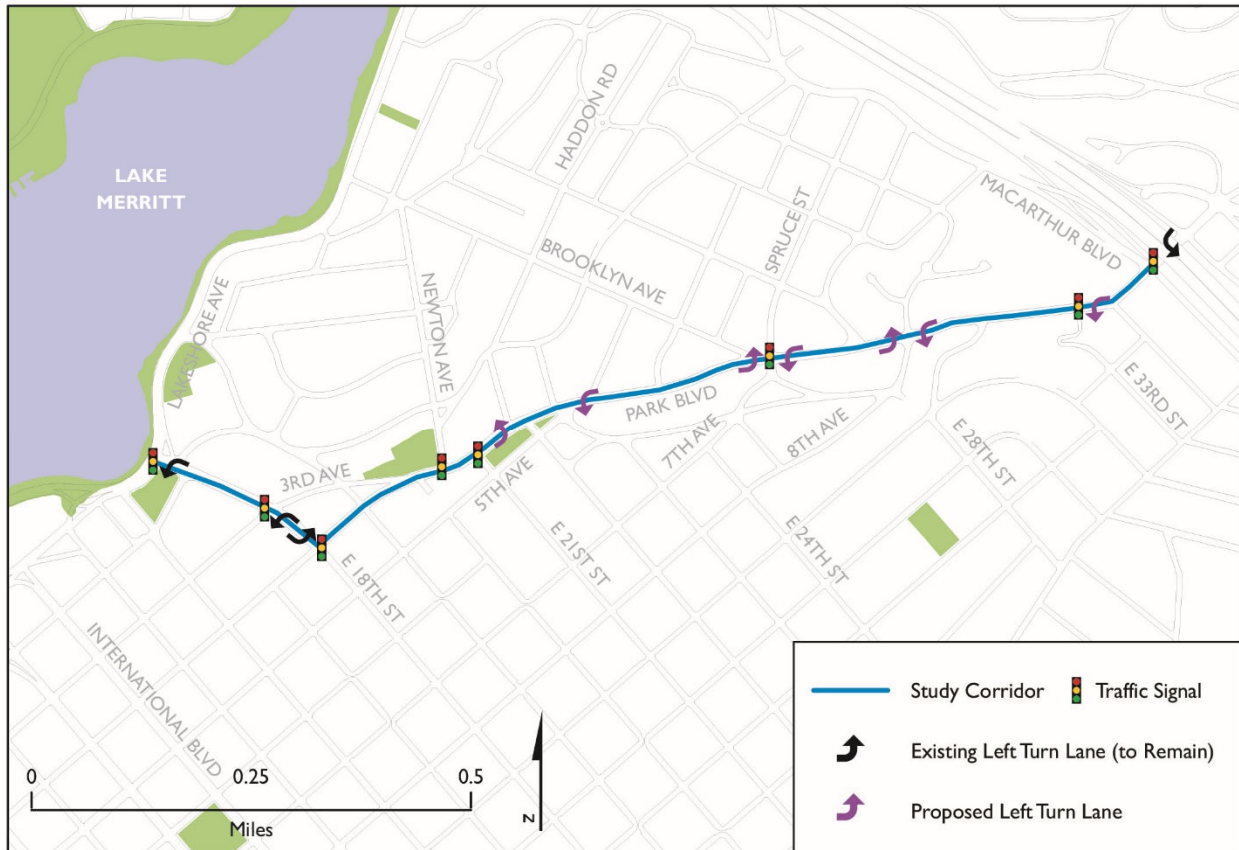 HADDON RD
LAKE
MERRITT
MACARTHUR BLVD
SPRUCE ST
BROOKLYN AVE
NEWTON AVE
LAKESHORE AVE
PARK BLVD
E 33RD ST
7TH AVE
8TH AVE
E 28TH ST
3RD AVE
5TH AVE
E 21ST ST
E 24TH ST
E 18TH ST
INTERNATIONAL BLVD
0 0.25 0.5
Miles
N
Study Corridor Traffic Signal
Existing Left Turn Lane (to Remain)
Proposed Left Turn Lane